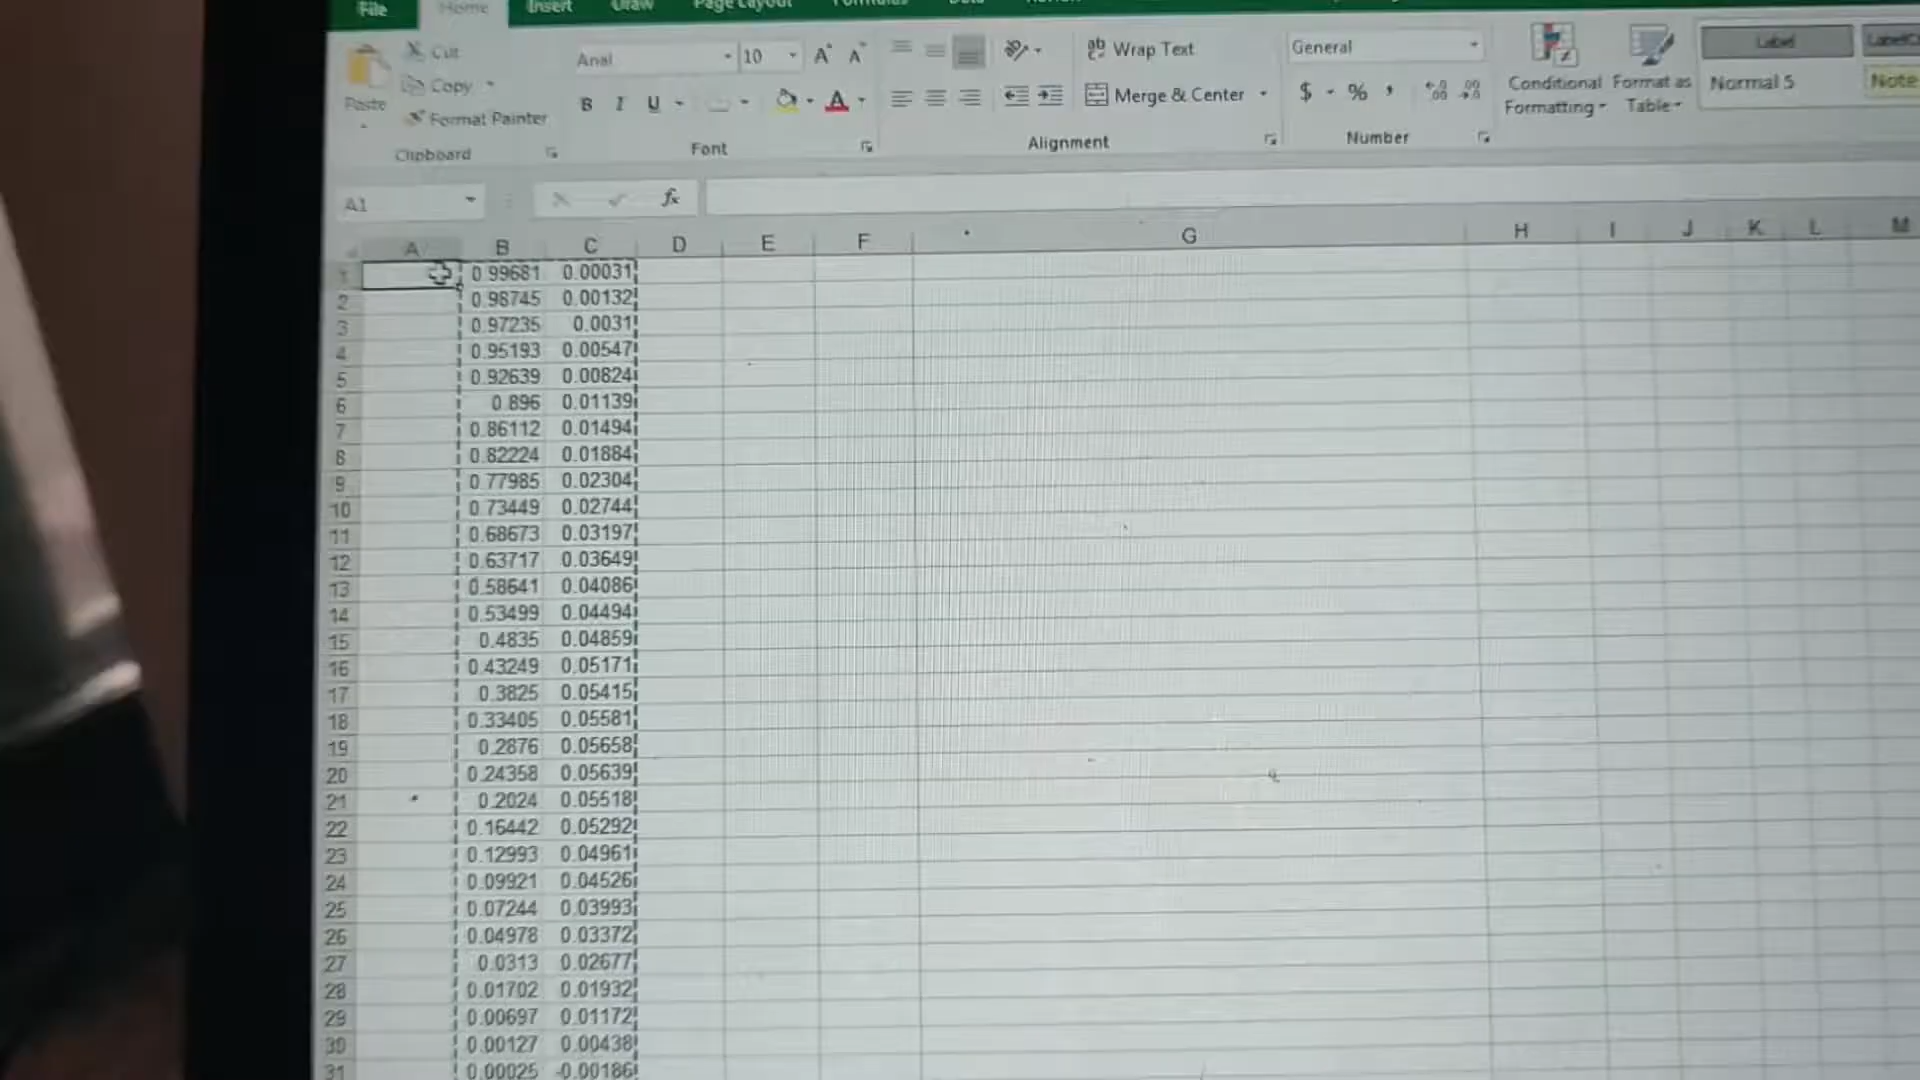 File Home Insert Draw Page Layout Formulas
Cut
Copy
Paste
Format Painter
Clipboard
Arial 10
B I U
Font
Wrap Text
Merge & Center
Alignment
General
$ % ,
Number
Conditional Formatting
Format as Table
Label
Normal 5
Note
A1 fx
A B C D E F G H I J K L M
1 0.99681 0.00031
2 0.98745 0.00132
3 0.97235 0.0031
4 0.95193 0.00547
5 0.92639 0.00824
6 0.896 0.01139
7 0.86112 0.01494
8 0.82224 0.01884
9 0.77985 0.02304
10 0.73449 0.02744
11 0.68673 0.03197
12 0.63717 0.03649
13 0.58641 0.04086
14 0.53499 0.04494
15 0.4835 0.04859
16 0.43249 0.05171
17 0.3825 0.05415
18 0.33405 0.05581
19 0.2876 0.05658
20 0.24358 0.05639
21 0.2024 0.05518
22 0.16442 0.05292
23 0.12993 0.04961
24 0.09921 0.04526
25 0.07244 0.03993
26 0.04978 0.03372
27 0.0313 0.02677
28 0.01702 0.01932
29 0.00697 0.01172
30 0.00127 0.00438
31 0.00025 -0.00186